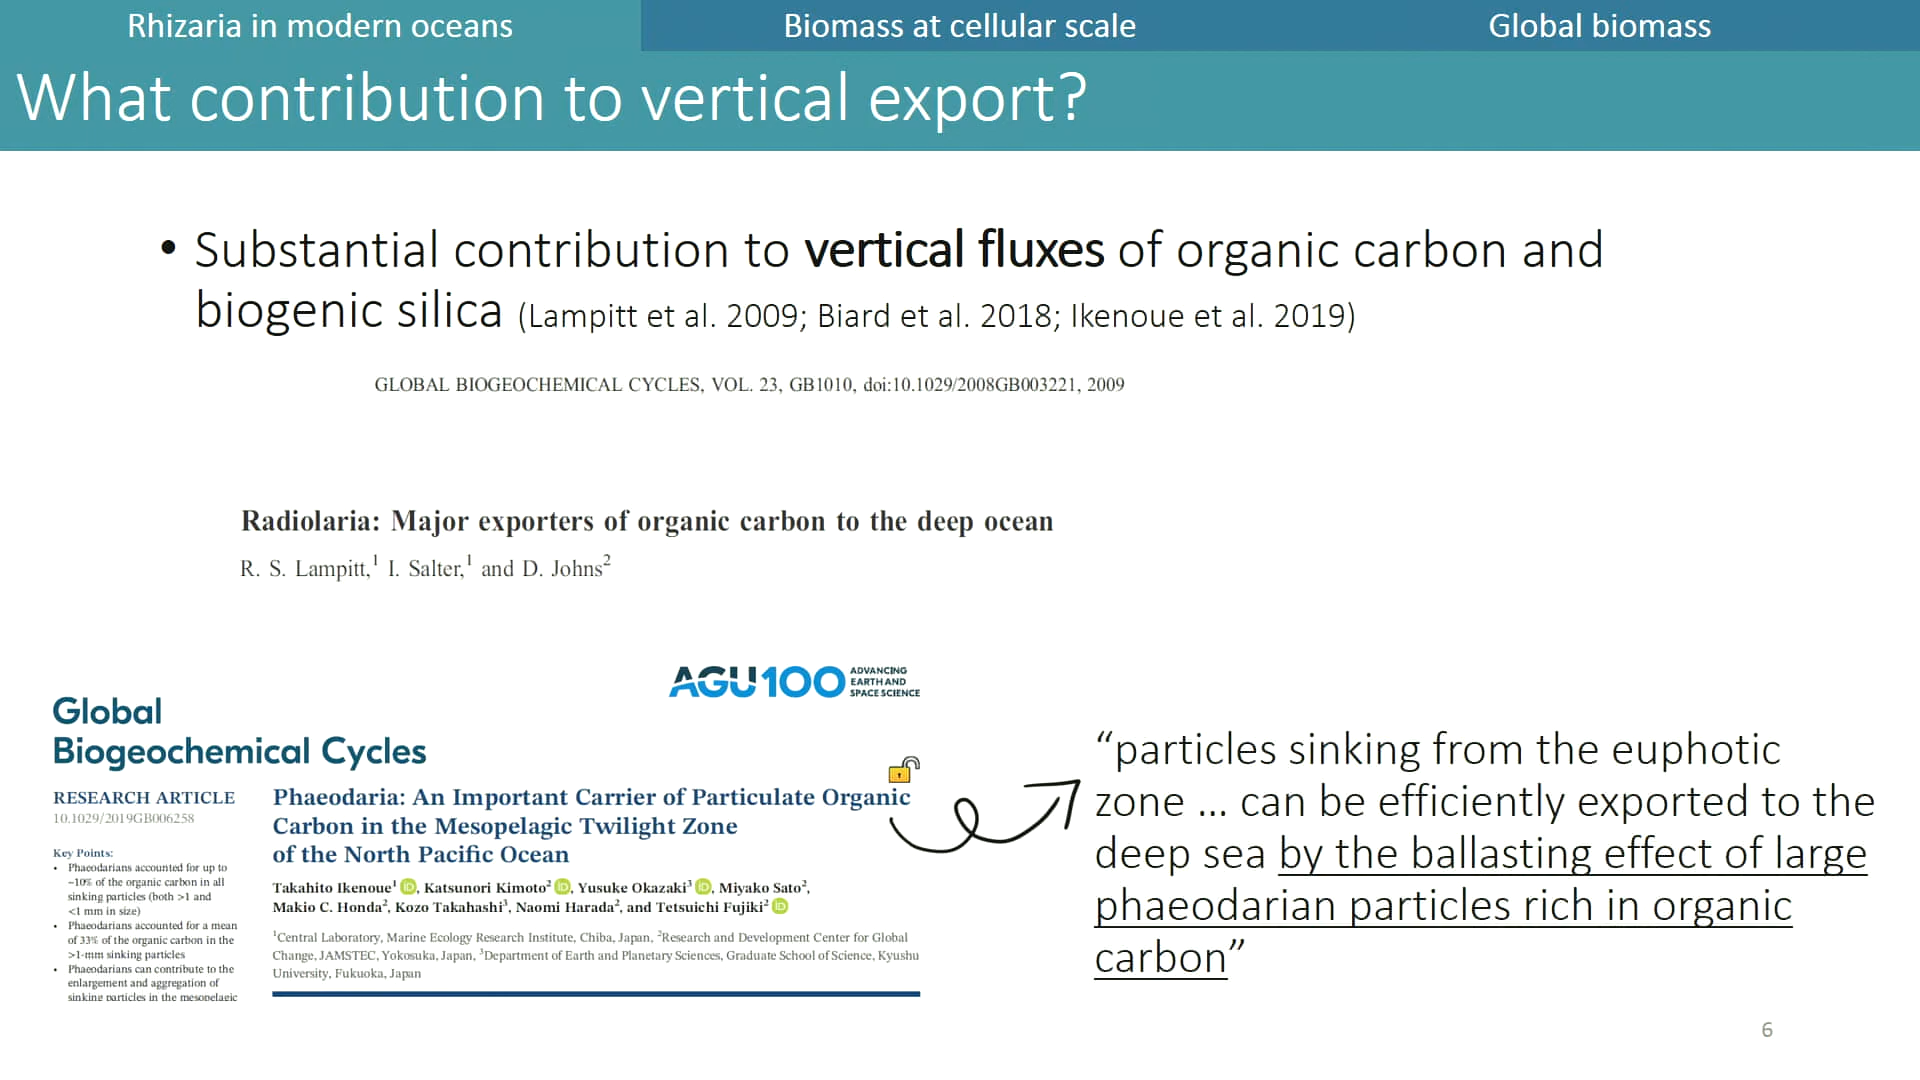 Rhizaria in modern oceans
Biomass at cellular scale
Global biomass
What contribution to vertical export?
• Substantial contribution to vertical fluxes of organic carbon and
biogenic silica (Lampitt et al. 2009; Biard et al. 2018; Ikenoue et al. 2019)
GLOBAL BIOGEOCHEMICAL CYCLES, VOL. 23, GB1010, doi:10.1029/2008GB003221, 2009
Radiolaria: Major exporters of organic carbon to the deep ocean
R. S. Lampitt,¹ I. Salter,¹ and D. Johns²
AGU100 ADVANCING
EARTH AND
SPACE SCIENCE
Global
Biogeochemical Cycles
RESEARCH ARTICLE
10.1029/2019GB006258
Key Points:
• Phaeodarians accounted for up to
~10% of the organic carbon in all
sinking particles (both >1 and
<1 mm in size)
• Phaeodarians accounted for a mean
of 33% of the organic carbon in the
>1-mm sinking particles
• Phaeodarians can contribute to the
enlargement and aggregation of
sinking particles in the mesopelagic
Phaeodaria: An Important Carrier of Particulate Organic
Carbon in the Mesopelagic Twilight Zone
of the North Pacific Ocean
Takahito Ikenoue¹ iD, Katsunori Kimoto² iD, Yusuke Okazaki³ iD, Miyako Sato²,
Makio C. Honda², Kozo Takahashi³, Naomi Harada², and Tetsuichi Fujiki² iD
¹Central Laboratory, Marine Ecology Research Institute, Chiba, Japan, ²Research and Development Center for Global
Change, JAMSTEC, Yokosuka, Japan, ³Department of Earth and Planetary Sciences, Graduate School of Science, Kyushu
University, Fukuoka, Japan
“particles sinking from the euphotic
zone … can be efficiently exported to the
deep sea by the ballasting effect of large
phaeodarian particles rich in organic
carbon”
6